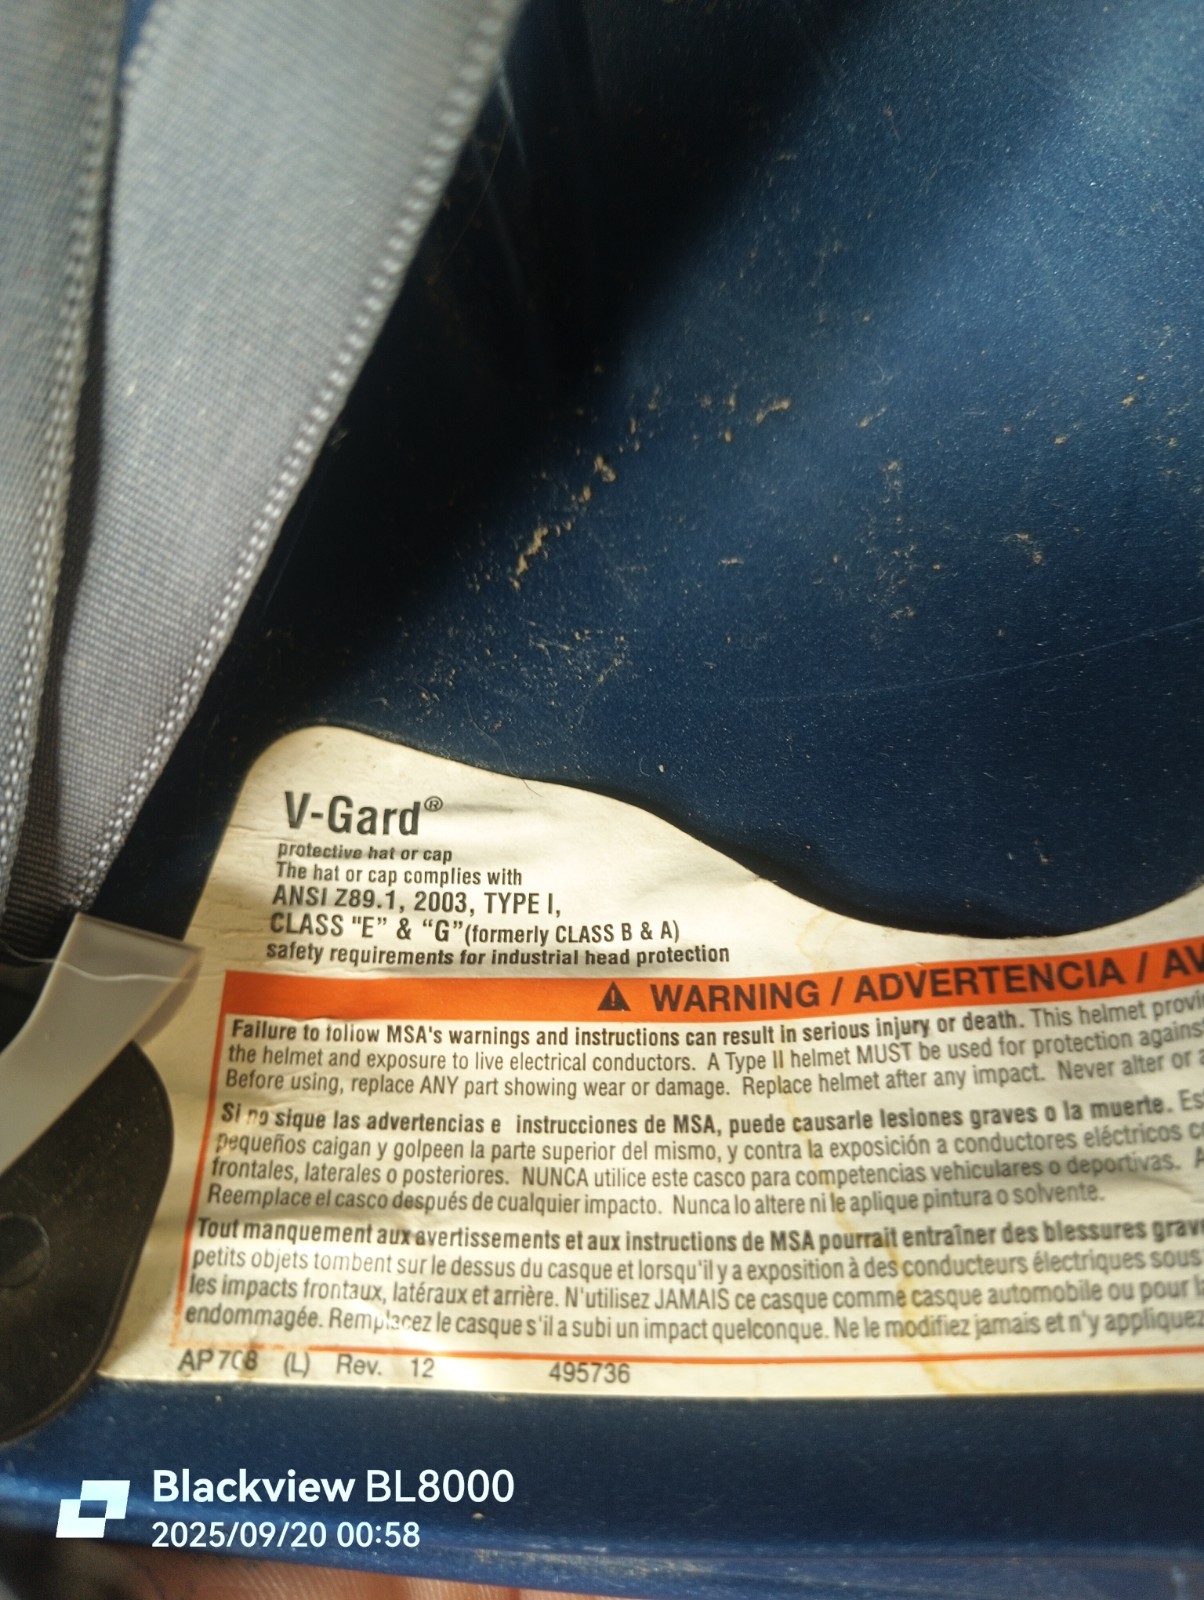 V-Gard®
protective hat or cap
The hat or cap complies with
ANSI Z89.1, 2003, TYPE I,
CLASS "E" & "G"(formerly CLASS B & A)
safety requirements for industrial head protection
⚠ WARNING / ADVERTENCIA /
Failure to follow MSA's warnings and instructions can result in serious injury or death. This helmet
the helmet and exposure to live electrical conductors. A Type II helmet MUST be used for protection against
Before using, replace ANY part showing wear or damage. Replace helmet after any impact. Never alter or
Si no sique las advertencias e instrucciones de MSA, puede causarle lesiones graves o la muerte.
pequeños caigan y golpeen la parte superior del mismo, y contra la exposición a conductores eléctricos
frontales, laterales o posteriores. NUNCA utilice este casco para competencias vehiculares o deportivas.
Reemplace el casco después de cualquier impacto. Nunca lo altere ni le aplique pintura o solvente.
Tout manquement aux avertissements et aux instructions de MSA pourrait entraîner des blessures
petits objets tombent sur le dessus du casque et lorsqu'il y a exposition à des conducteurs électriques sous
les impacts frontaux, latéraux et arrière. N'utilisez JAMAIS ce casque comme casque automobile ou pour
endommagée. Remplacez le casque s'il a subi un impact quelconque. Ne le modifiez jamais et n'y appliquez
AP 708 (L) Rev. 12 495736
Blackview BL8000
2025/09/20 00:58